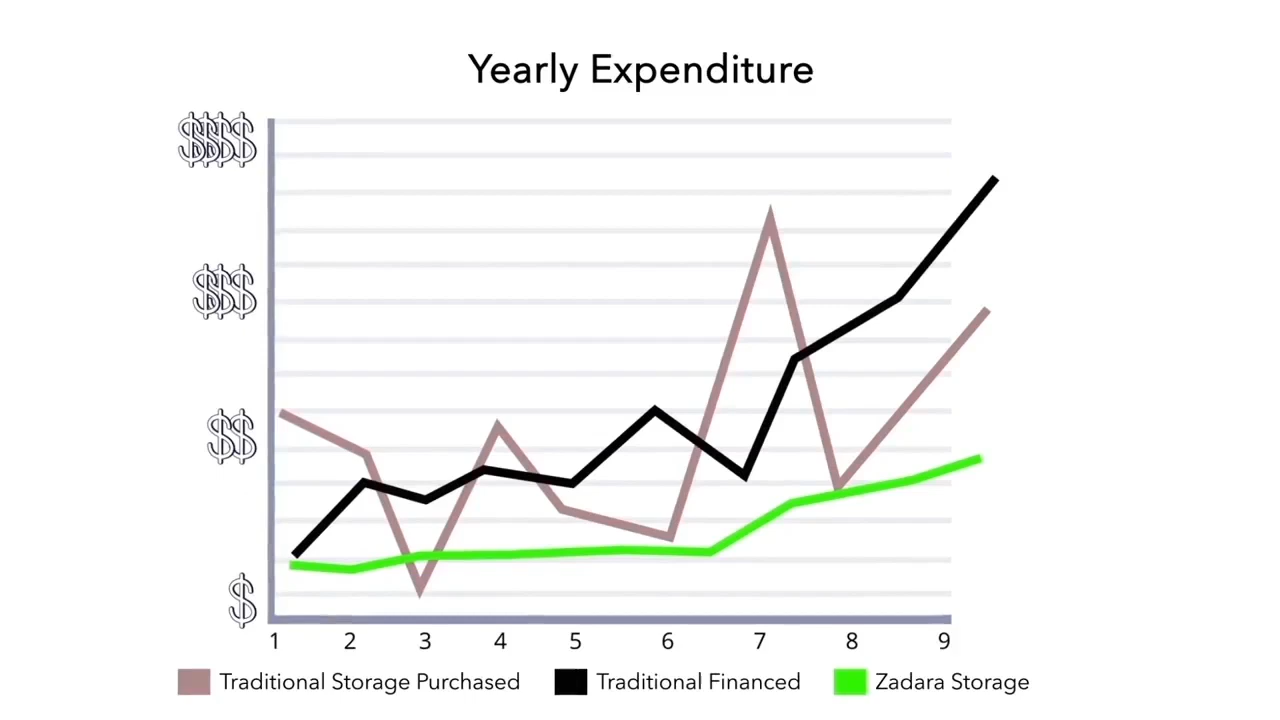 Yearly Expenditure
$$$$
$$$
$$
$
1 2 3 4 5 6 7 8 9
Traditional Storage Purchased Traditional Financed Zadara Storage